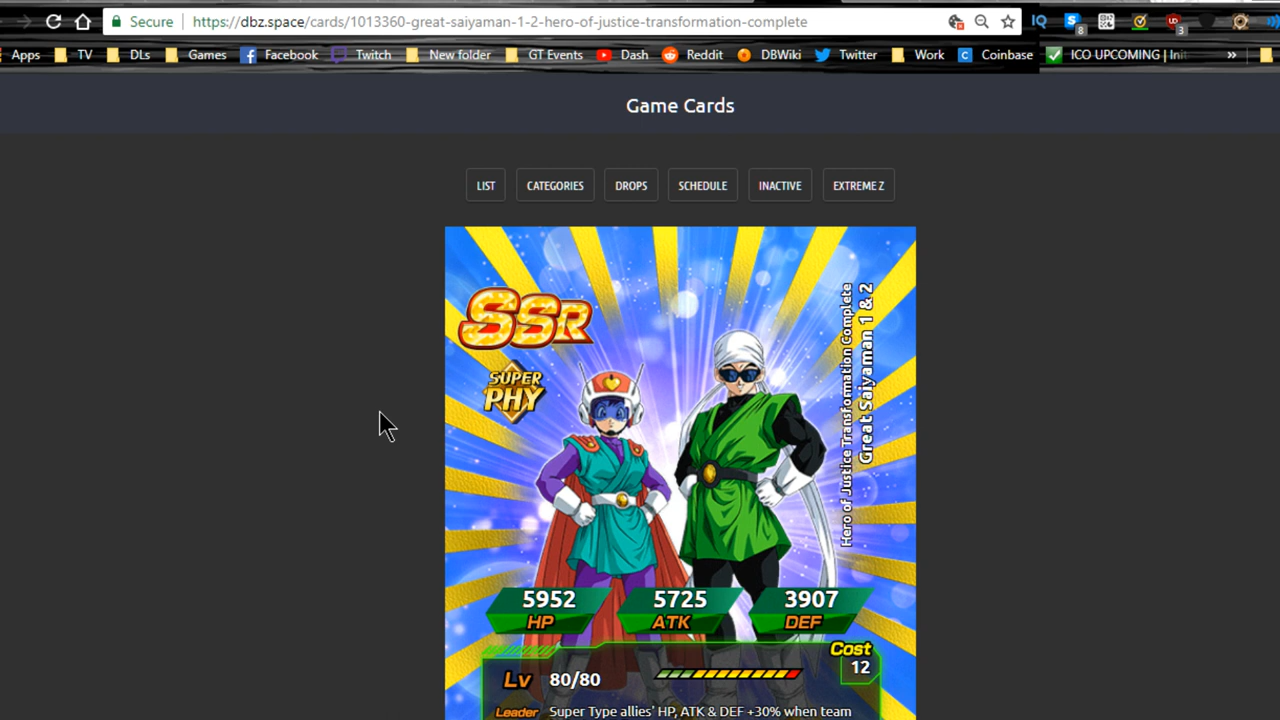 Secure https://dbz.space/cards/1013360-great-saiyaman-1-2-hero-of-justice-transformation-complete IQ 8 3
Apps TV DLs Games Facebook Twitch New folder GT Events Dash Reddit DBWiki Twitter Work Coinbase ICO UPCOMING | Init »
Game Cards
LIST CATEGORIES DROPS SCHEDULE INACTIVE EXTREME Z
SSR
SUPER
PHY
Hero of Justice Transformation Complete
Great Saiyaman 1 & 2
5952 5725 3907
HP ATK DEF
Cost
12
Lv 80/80
Leader Super Type allies' HP, ATK & DEF +30% when team